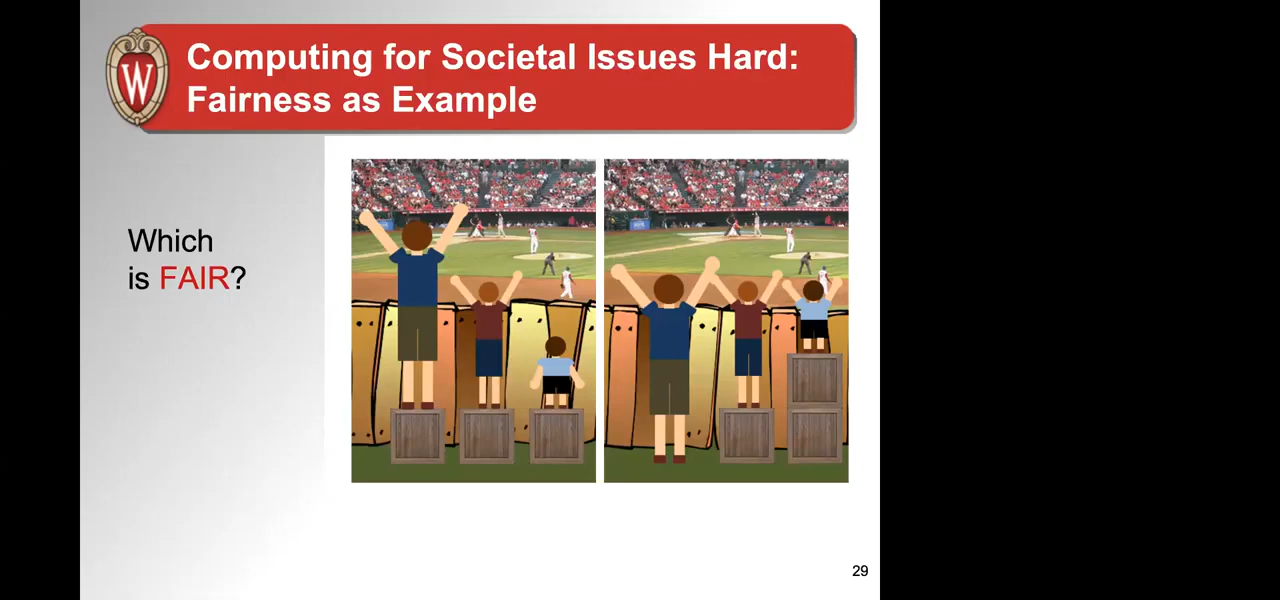 W
Computing for Societal Issues Hard:
Fairness as Example
Which
is FAIR?
29